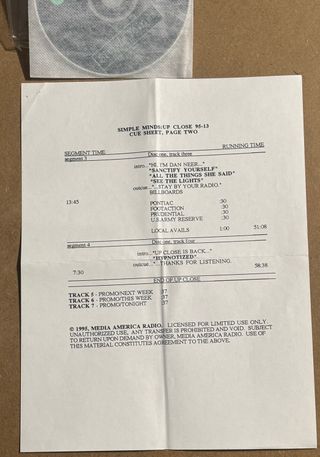 SIMPLE MINDS/UP CLOSE 95-13
CUE SHEET, PAGE TWO
SEGMENT TIME RUNNING TIME
segment 3 Disc one, track three
intro..."HI, I'M DAN NEER..."
"SANCTIFY YOURSELF"
"ALL THE THINGS SHE SAID"
"SEE THE LIGHTS"
outcue..."...STAY BY YOUR RADIO."
BILLBOARDS
13:45 PONTIAC :30
FOOTACTION :30
PRUDENTIAL :30
U.S. ARMY RESERVE :30
LOCAL AVAILS 1:00 51:08
segment 4 Disc one, track four
intro..."UP CLOSE IS BACK..."
"HYPNOTIZED"
outcue..."...THANKS FOR LISTENING.
7:30 58:38
END OF UP CLOSE
TRACK 5 - PROMO/NEXT WEEK :37
TRACK 6 - PROMO/THIS WEEK :37
TRACK 7 - PROMO/TONIGHT :37
© 1995, MEDIA AMERICA RADIO. LICENSED FOR LIMITED USE ONLY.
UNAUTHORIZED USE, ANY TRANSFER IS PROHIBITED AND VOID. SUBJECT
TO RETURN UPON DEMAND BY OWNER, MEDIA AMERICA RADIO. USE OF
THIS MATERIAL CONSTITUTES AGREEMENT TO THE ABOVE.